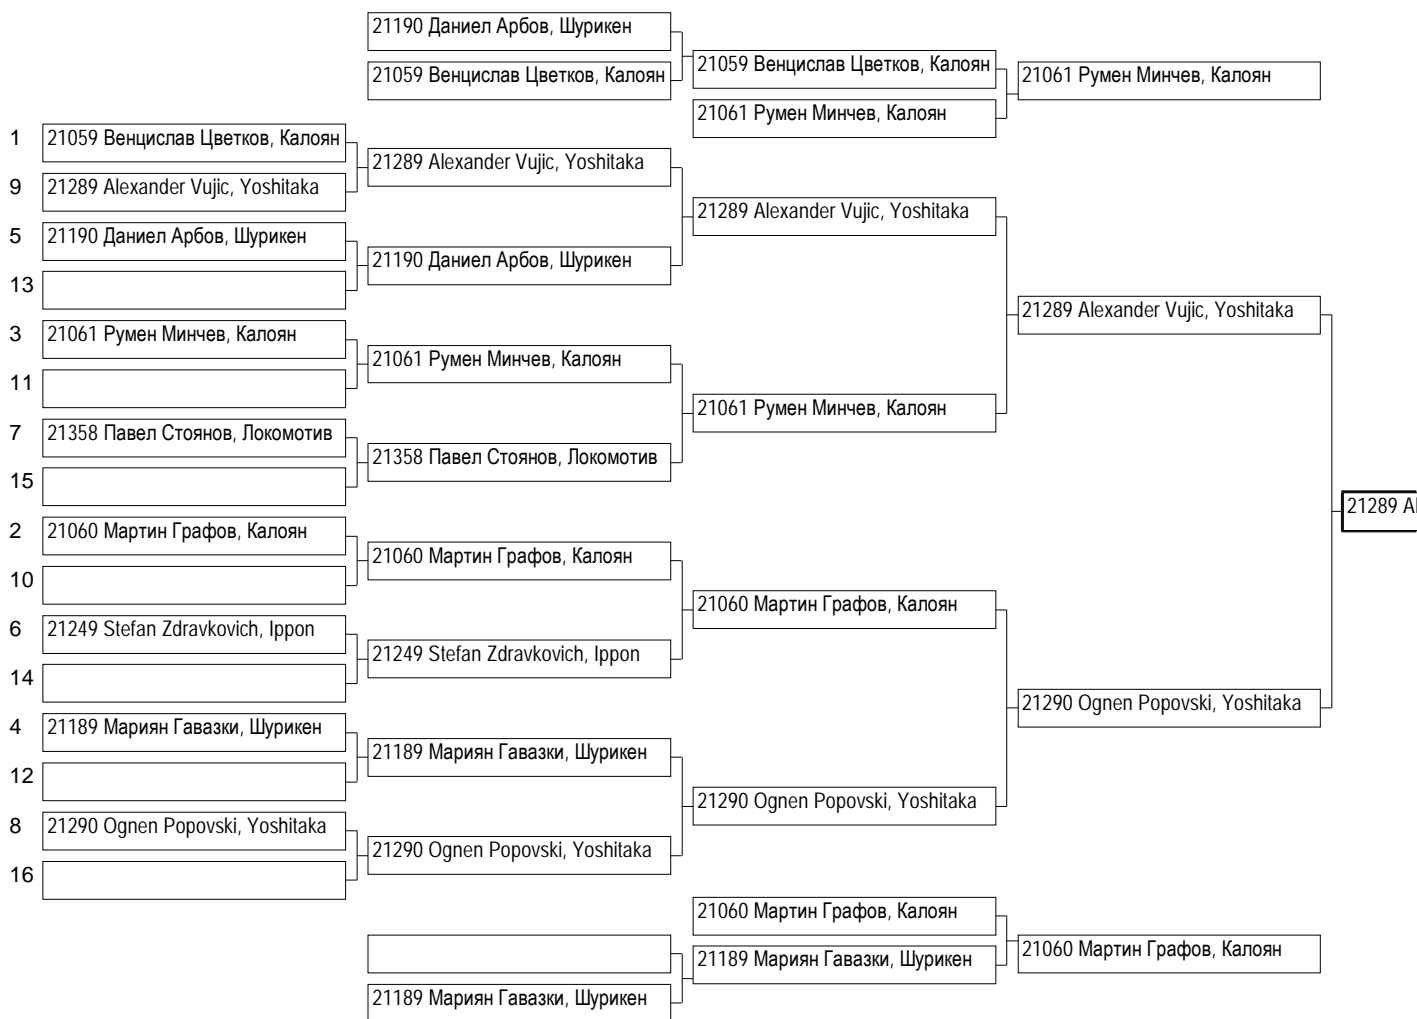 21190 Даниел Арбов, Шурикен
21059 Венцислав Цветков, Калоян
21059 Венцислав Цветков, Калоян
21061 Румен Минчев, Калоян
21061 Румен Минчев, Калоян
1 21059 Венцислав Цветков, Калоян
9 21289 Alexander Vujic, Yoshitaka
5 21190 Даниел Арбов, Шурикен
13
3 21061 Румен Минчев, Калоян
11
7 21358 Павел Стоянов, Локомотив
15
2 21060 Мартин Графов, Калоян
10
6 21249 Stefan Zdravkovich, Ippon
14
4 21189 Мариян Гавазки, Шурикен
12
8 21290 Ognen Popovski, Yoshitaka
16
21289 Alexander Vujic, Yoshitaka
21190 Даниел Арбов, Шурикен
21061 Румен Минчев, Калоян
21358 Павел Стоянов, Локомотив
21060 Мартин Графов, Калоян
21249 Stefan Zdravkovich, Ippon
21189 Мариян Гавазки, Шурикен
21290 Ognen Popovski, Yoshitaka
21289 Alexander Vujic, Yoshitaka
21061 Румен Минчев, Калоян
21060 Мартин Графов, Калоян
21290 Ognen Popovski, Yoshitaka
21289 Alexander Vujic, Yoshitaka
21290 Ognen Popovski, Yoshitaka
21289
21189 Мариян Гавазки, Шурикен
21060 Мартин Графов, Калоян
21189 Мариян Гавазки, Шурикен
21060 Мартин Графов, Калоян